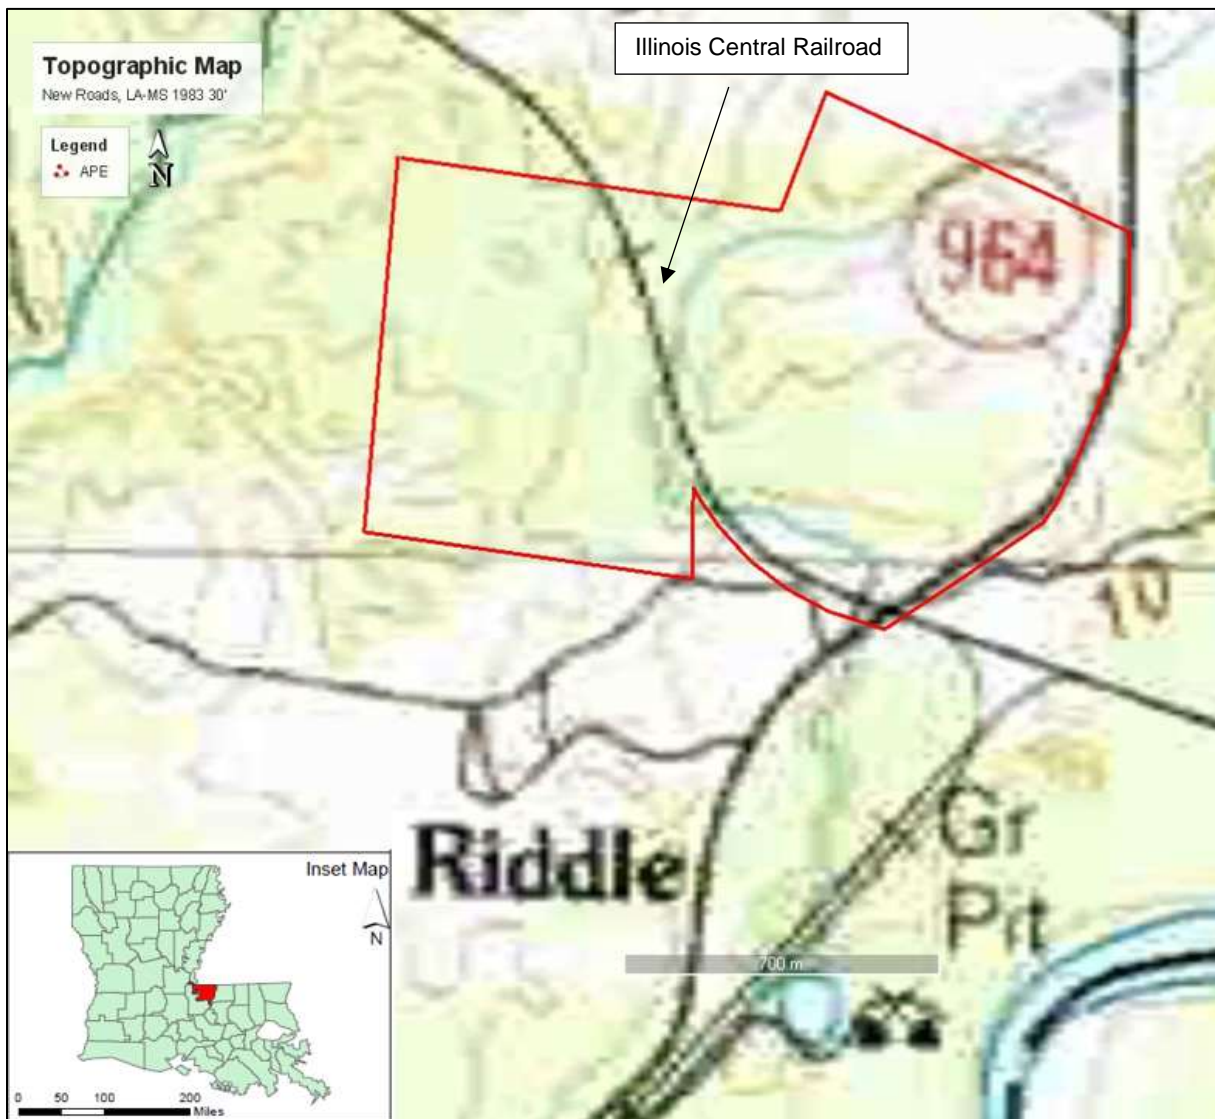 Topographic Map
New Roads, LA-MS 1983 30'
Legend
APE
N
Illinois Central Railroad
964
10
Riddle
Gr
Pit
700 m
Inset Map
N
0 50 100 200
Miles